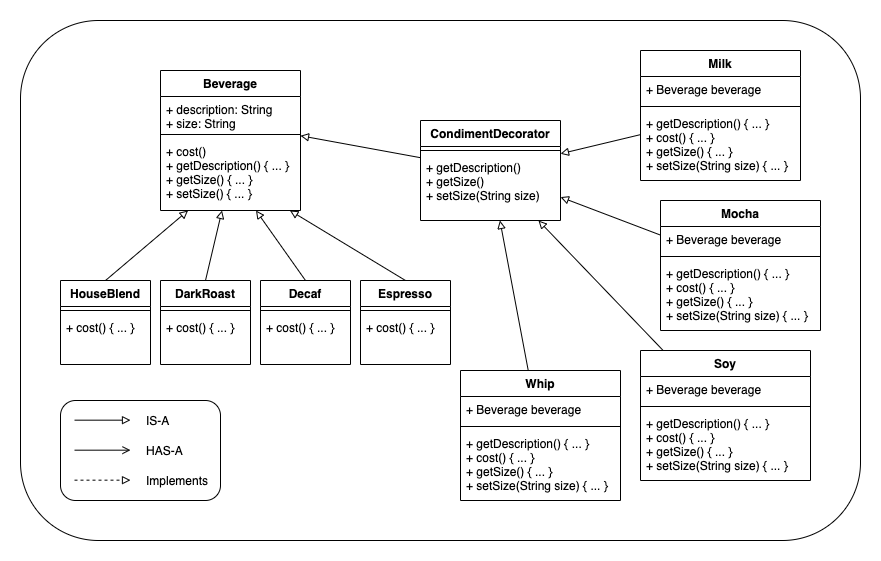 Beverage
+ description: String
+ size: String
+ cost()
+ getDescription() { ... }
+ getSize() { ... }
+ setSize() { ... }
CondimentDecorator
+ getDescription()
+ getSize()
+ setSize(String size)
Milk
+ Beverage beverage
+ getDescription() { ... }
+ cost() { ... }
+ getSize() { ... }
+ setSize(String size) { ... }
Mocha
+ Beverage beverage
+ getDescription() { ... }
+ cost() { ... }
+ getSize() { ... }
+ setSize(String size) { ... }
HouseBlend
+ cost() { ... }
DarkRoast
+ cost() { ... }
Decaf
+ cost() { ... }
Espresso
+ cost() { ... }
Whip
+ Beverage beverage
+ getDescription() { ... }
+ cost() { ... }
+ getSize() { ... }
+ setSize(String size) { ... }
Soy
+ Beverage beverage
+ getDescription() { ... }
+ cost() { ... }
+ getSize() { ... }
+ setSize(String size) { ... }
IS-A
HAS-A
Implements